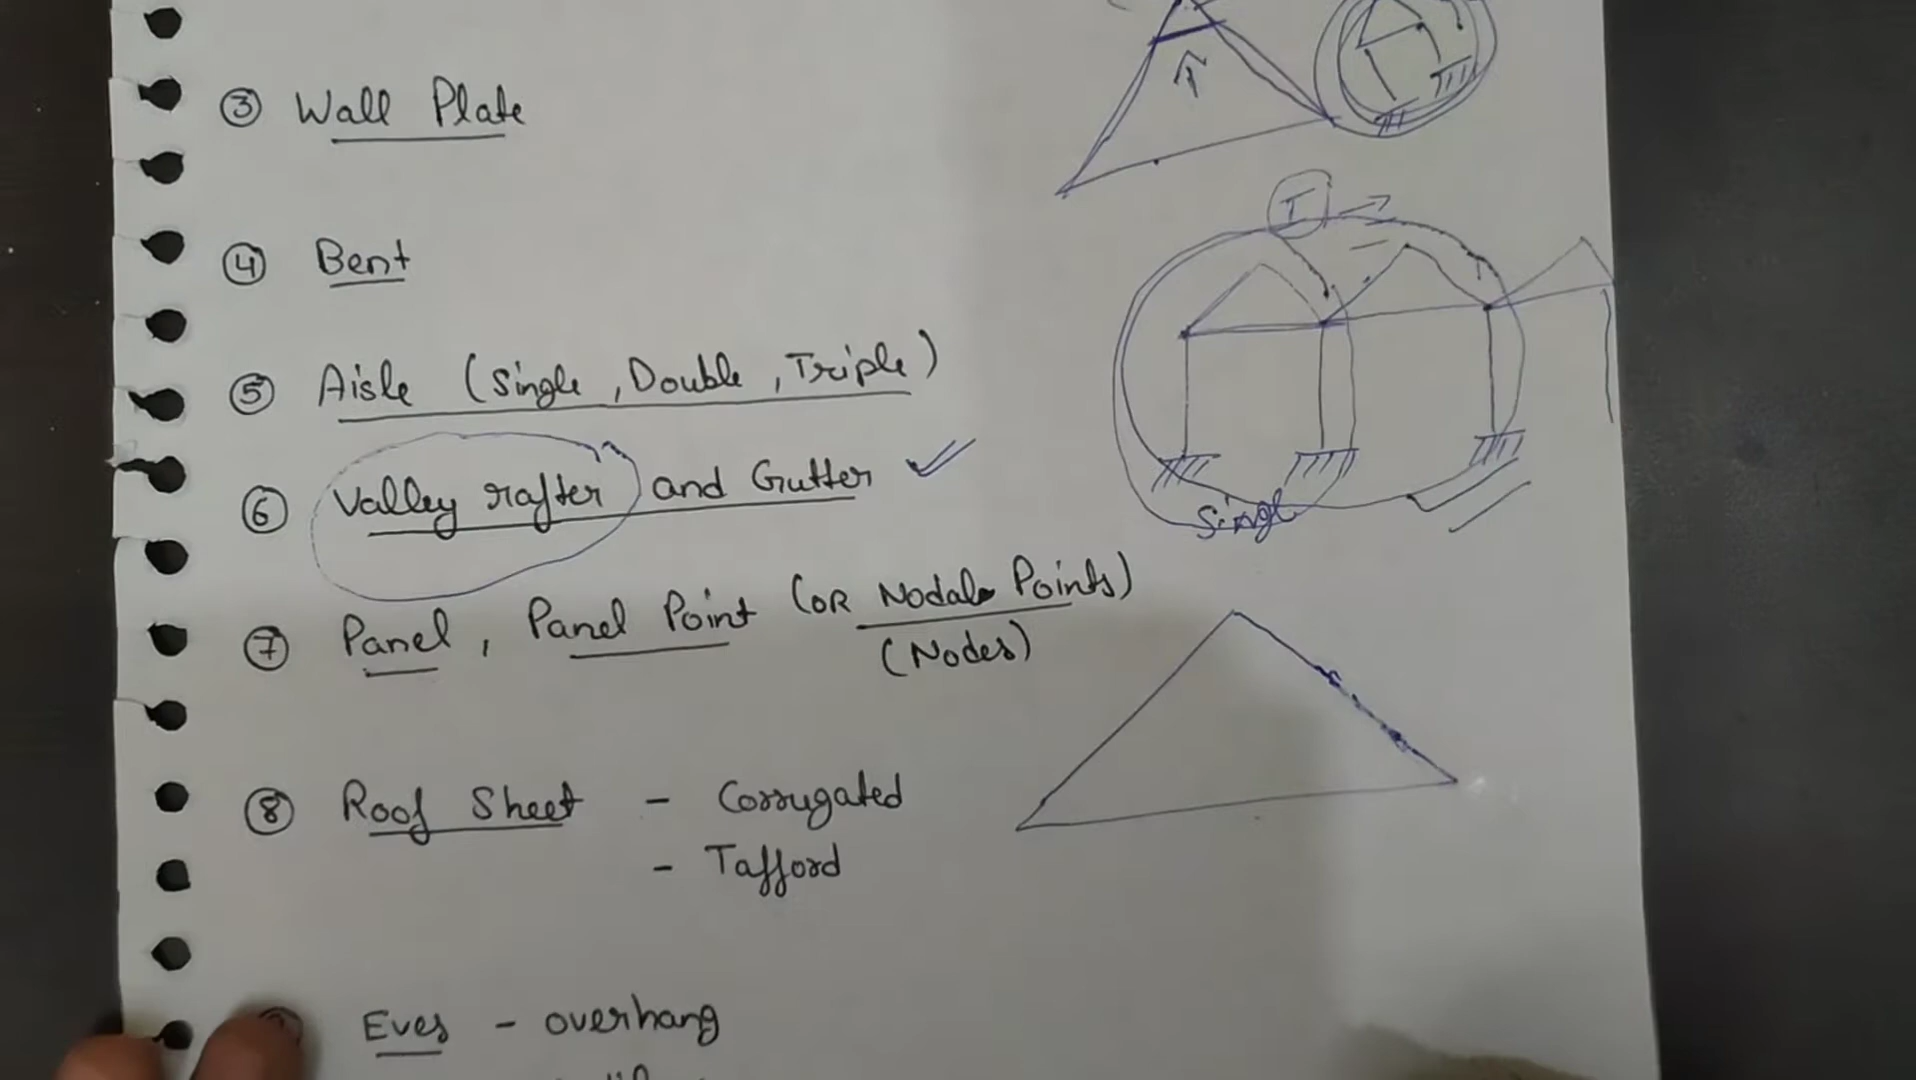 ③ Wall Plate
④ Bent
⑤ Aisle (Single, Double, Triple)
⑥ Valley rafter and Gutter
⑦ Panel, Panel Point (OR Nodal Points)
(Nodes)
⑧ Roof Sheet - Corrugated
- Tafford
Eves - overhang
I
Singl